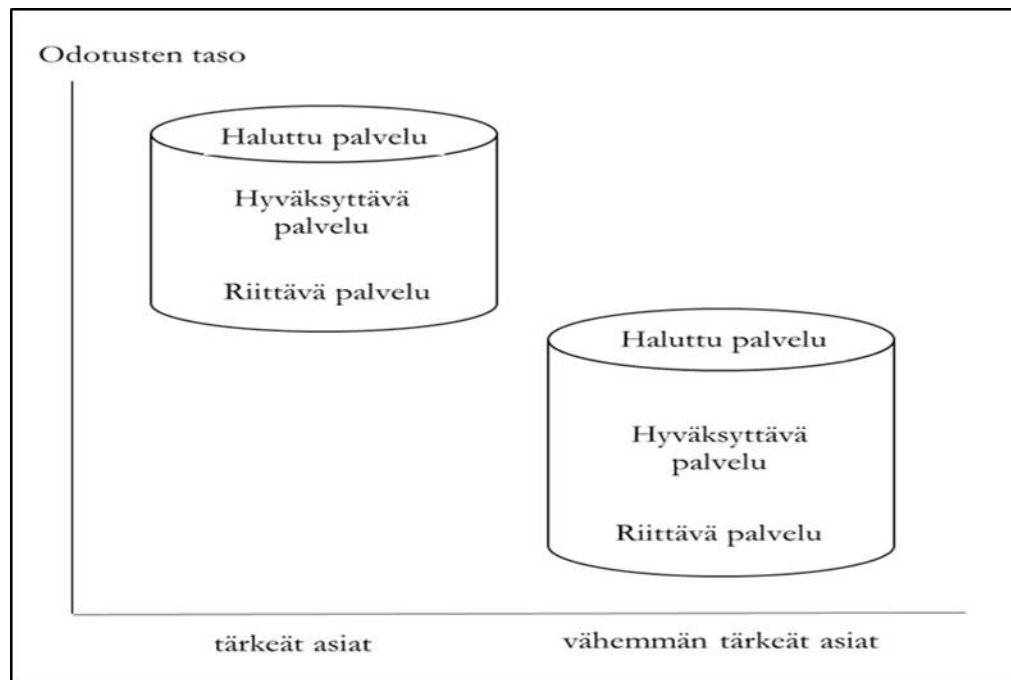 Odotusten taso
Haluttu palvelu
Hyväksyttävä
palvelu
Riittävä palvelu
Haluttu palvelu
Hyväksyttävä
palvelu
Riittävä palvelu
tärkeät asiat
vähemmän tärkeät asiat